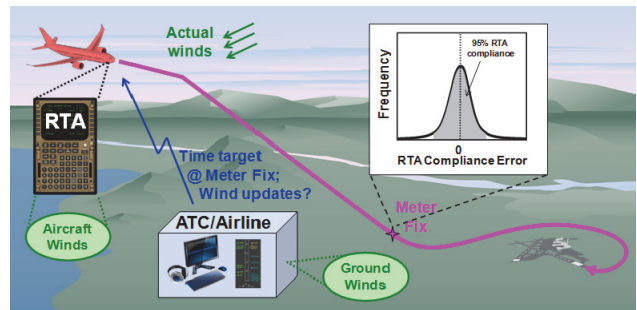 Actual
winds
RTA
Aircraft
Winds
Time target
@ Meter Fix;
Wind updates?
ATC/Airline
Ground
Winds
Frequency
95% RTA
compliance
0
RTA Compliance Error
Meter
Fix